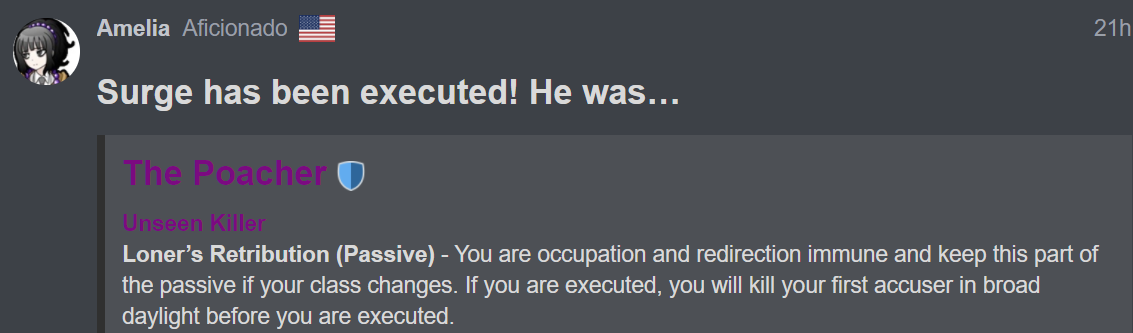 Amelia Aficionado 21h
Surge has been executed! He was…
The Poacher
Unseen Killer
Loner’s Retribution (Passive) - You are occupation and redirection immune and keep this part of
the passive if your class changes. If you are executed, you will kill your first accuser in broad
daylight before you are executed.